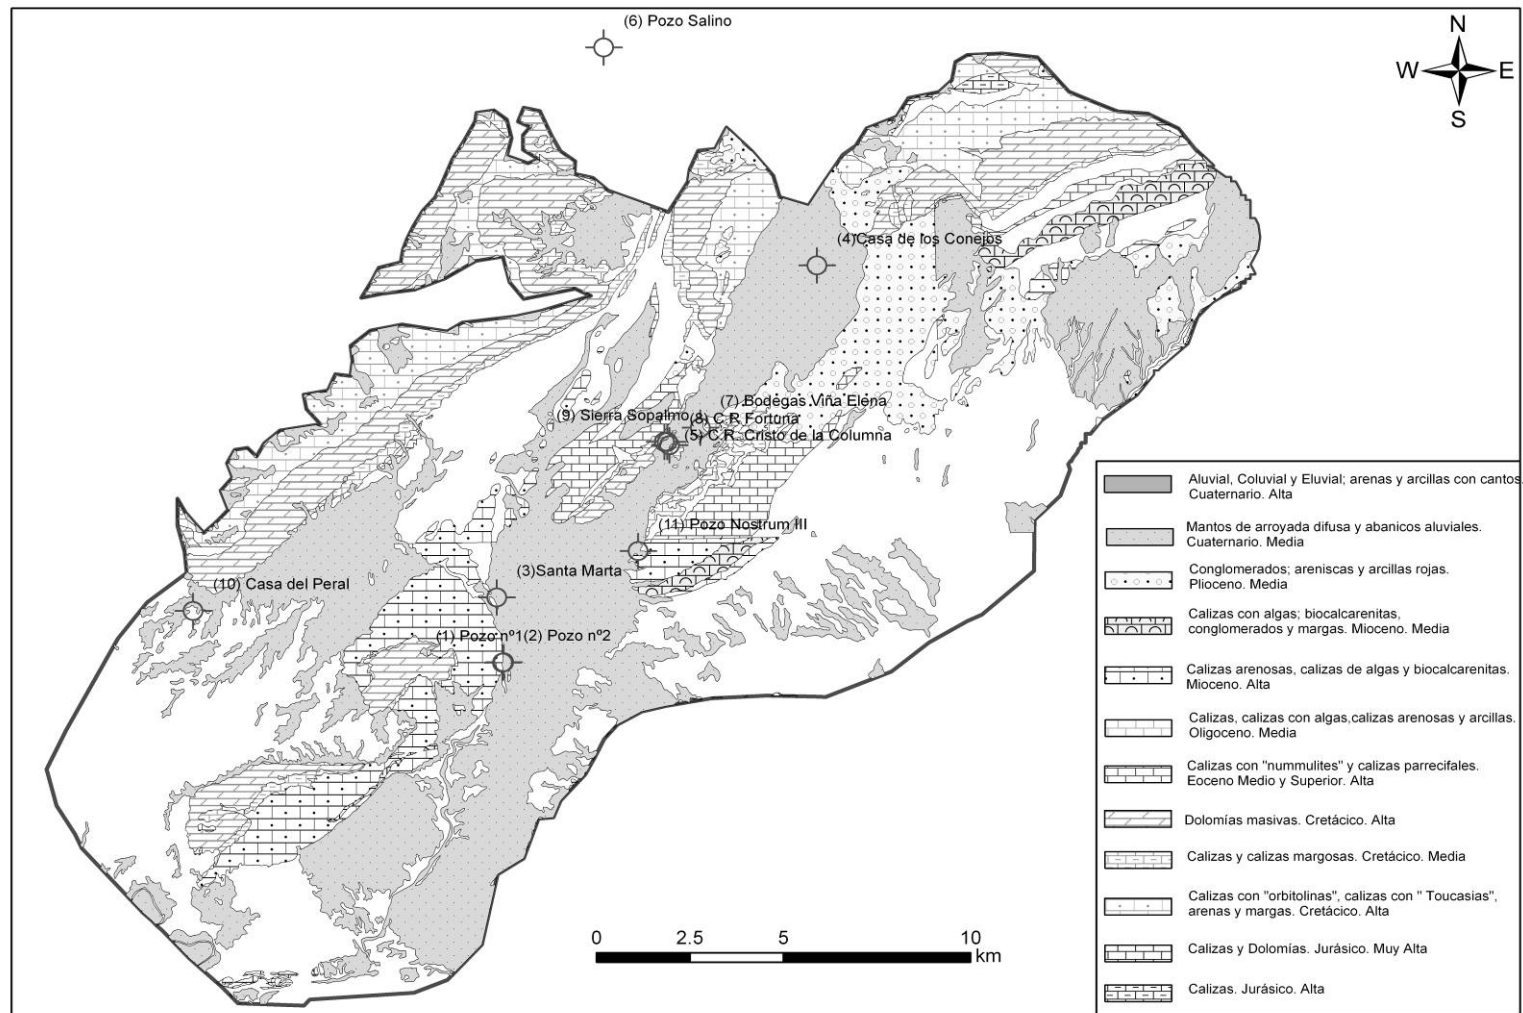 (6) Pozo Salino
N
W
E
S
(4)Casa de los Conejos
(7) Bodegas Viña Elena
(9) Sierra Sopalmo
(8) C.R Fortuna
(5) C.R. Cristo de la Columna
(11) Pozo Nostrum III
(3)Santa Marta
(10) Casa del Peral
(1) Pozo nº1(2) Pozo nº2
0 2.5 5 10
km
Aluvial, Coluvial y Eluvial; arenas y arcillas con cantos.
Cuaternario. Alta
Mantos de arroyada difusa y abanicos aluviales.
Cuaternario. Media
Conglomerados; areniscas y arcillas rojas.
Plioceno. Media
Calizas con algas; biocalcarenitas,
conglomerados y margas. Mioceno. Media
Calizas arenosas, calizas de algas y biocalcarenitas.
Mioceno. Alta
Calizas, calizas con algas,calizas arenosas y arcillas.
Oligoceno. Media
Calizas con "nummulites" y calizas parrecifales.
Eoceno Medio y Superior. Alta
Dolomías masivas. Cretácico. Alta
Calizas y calizas margosas. Cretácico. Media
Calizas con "orbitolinas", calizas con " Toucasias",
arenas y margas. Cretácico. Alta
Calizas y Dolomías. Jurásico. Muy Alta
Calizas. Jurásico. Alta